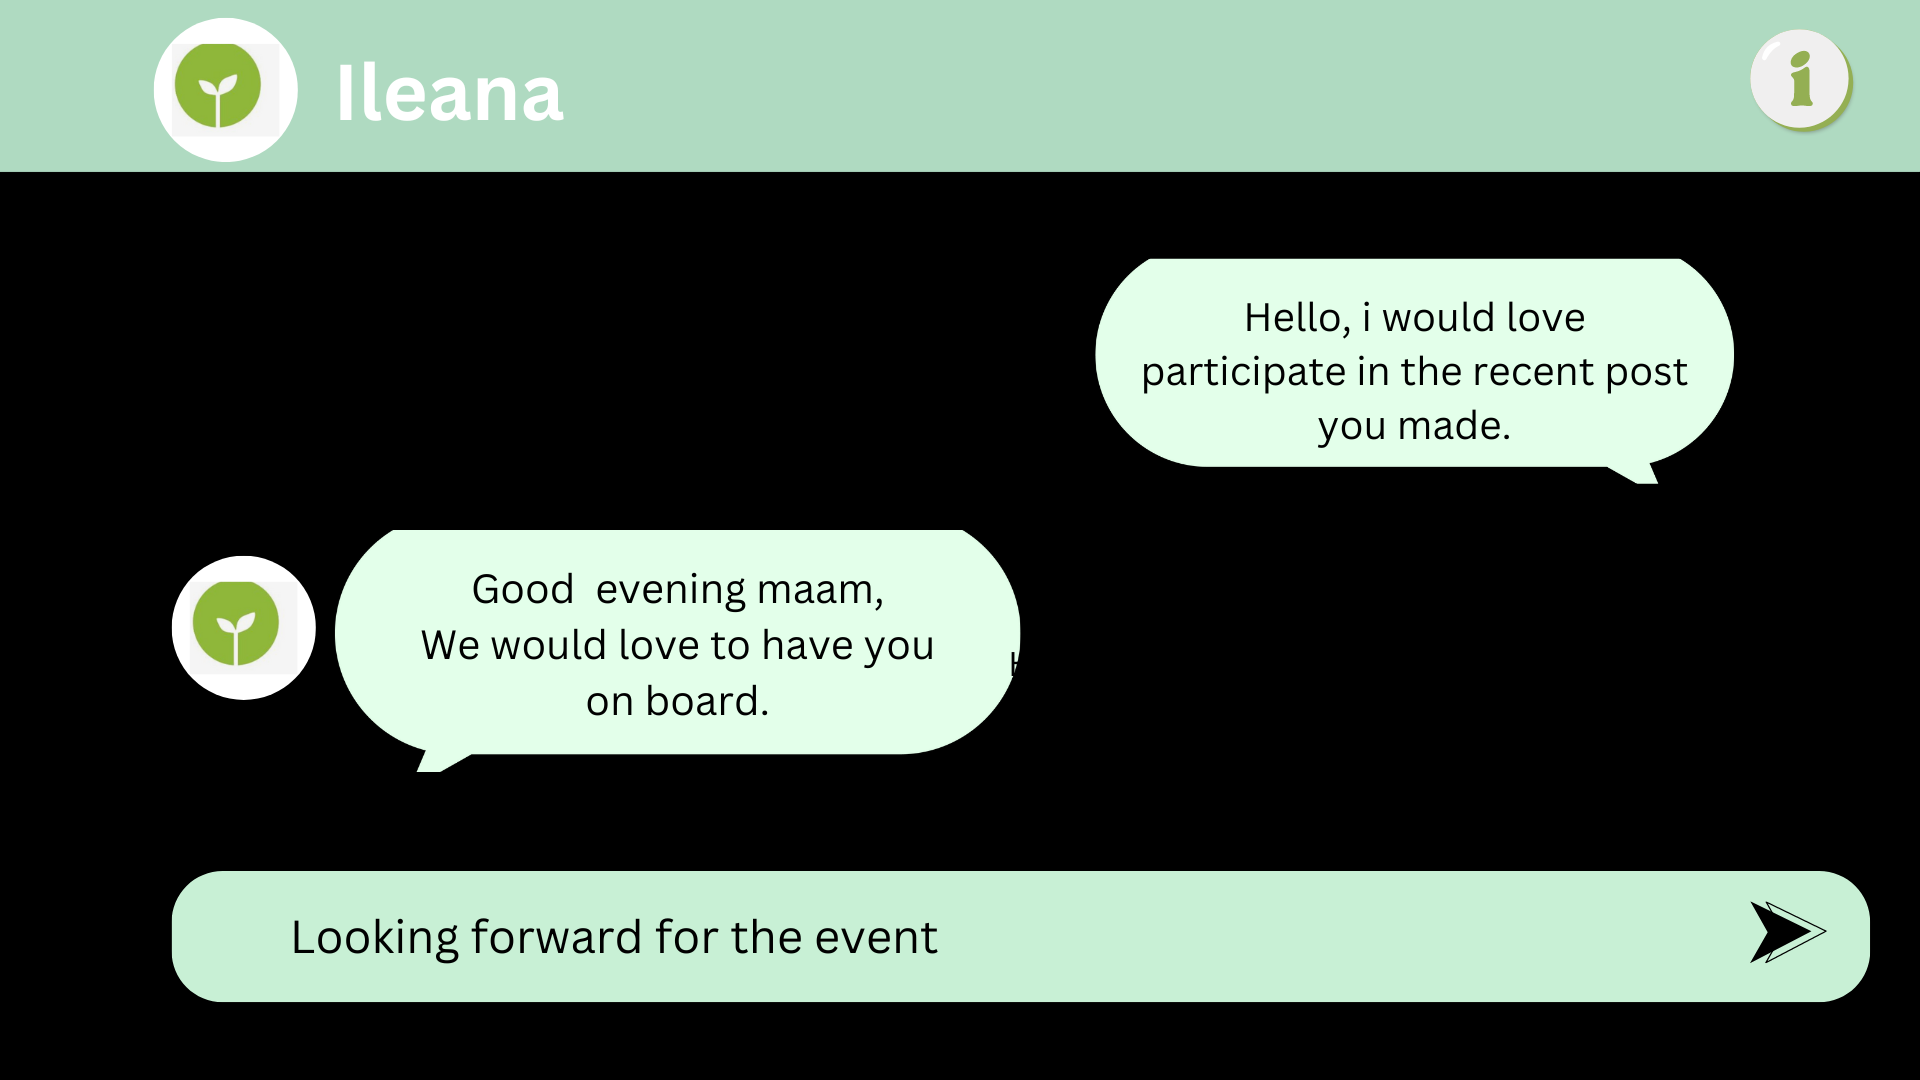 Ileana
i
Hello, i would love
participate in the recent post
you made.
Good  evening maam,
We would love to have you
on board.
Looking forward for the event